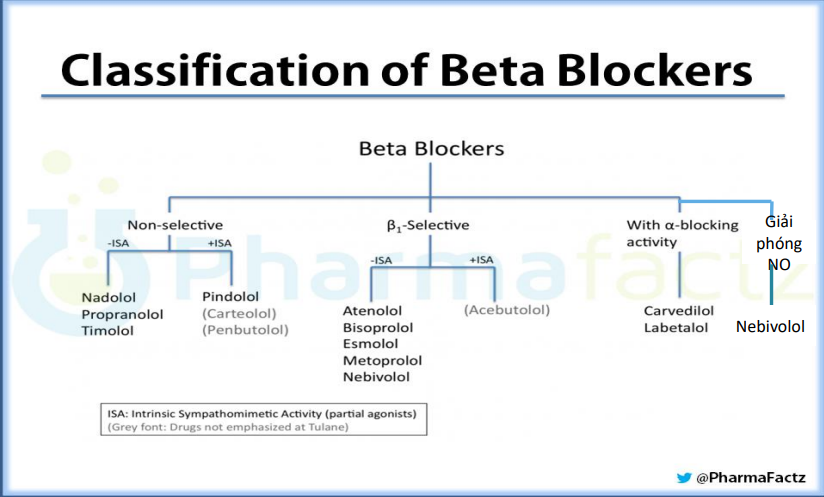 Classification of Beta Blockers
Beta Blockers
Non-selective
-ISA
+ISA
Nadolol
Propranolol
Timolol
Pindolol
(Carteolol)
(Penbutolol)
β₁-Selective
-ISA
+ISA
Atenolol
Bisoprolol
Esmolol
Metoprolol
Nebivolol
(Acebutolol)
With α-blocking
activity
Carvedilol
Labetalol
Giải
phóng
NO
Nebivolol
ISA: Intrinsic Sympathomimetic Activity (partial agonists)
(Grey font: Drugs not emphasized at Tulane)
Pharmafactz
@PharmaFactz